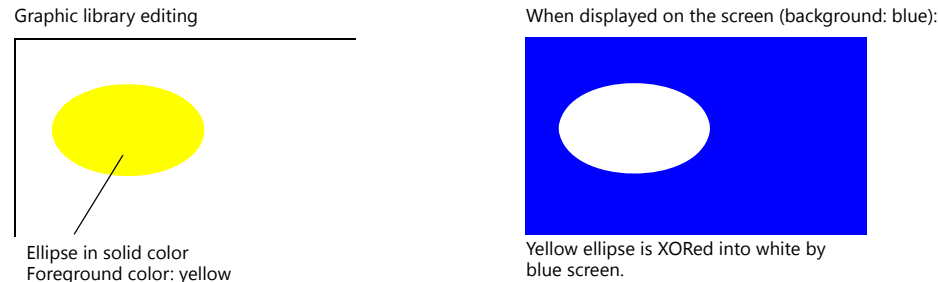 Graphic library editing
When displayed on the screen (background: blue):
Ellipse in solid color
Foreground color: yellow
Yellow ellipse is XORed into white by
blue screen.